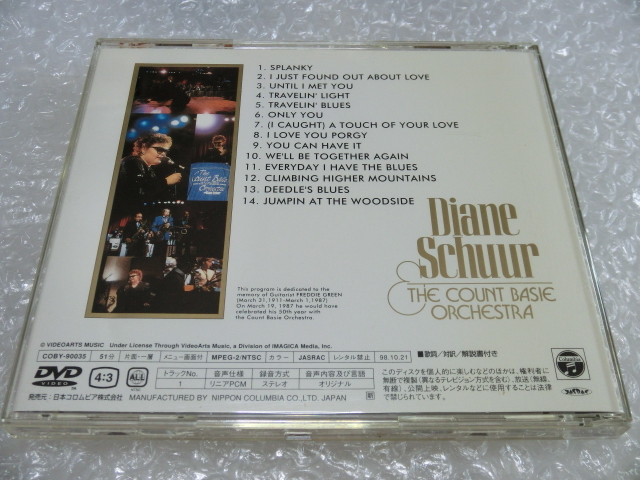 1. SPLANKY
2. I JUST FOUND OUT ABOUT LOVE
3. UNTIL I MET YOU
4. TRAVELIN' LIGHT
5. TRAVELIN' BLUES
6. ONLY YOU
7. (I CAUGHT) A TOUCH OF YOUR LOVE
8. I LOVE YOU PORGY
9. YOU CAN HAVE IT
10. WE'LL BE TOGETHER AGAIN
11. EVERYDAY I HAVE THE BLUES
12. CLIMBING HIGHER MOUNTAINS
13. DEEDLE'S BLUES
14. JUMPIN AT THE WOODSIDE
The
Count Basie
Orchestra
Diane
Schuur
& THE COUNT BASIE
ORCHESTRA
This program is dedicated to the
memory of Guitarist FREDDIE GREEN
(March 31,1911-March 1,1987)
On March 19, 1987 he would have
celebrated his 50th year with
the Count Basie Orchestra.
© VIDEOARTS MUSIC Under License Through VideoArts Music, a Division of IMAGICA Media, Inc.
COBY-90035 51分 片面・一層 メニュー画面付 MPEG-2/NTSC カラー JASRAC レンタル禁止 98.10.21
■歌詞/対訳/解説書付き
Columbia
DVD VIDEO 4:3 ALL
トラックNo. 音声仕様 録音方式 音声内容及び言語
1 リニアPCM ステレオ オリジナル
このディスクを個人的に楽しむなどのほかは、権利者に
無断で複製(異なるテレビジョン方式を含む)、放送(無線、
有線)、公開上映、レンタルなどに使用することは法律
で禁じられています。
発売元:日本コロムビア株式会社 MANUFACTURED BY NIPPON COLUMBIA CO.,LTD. JAPAN